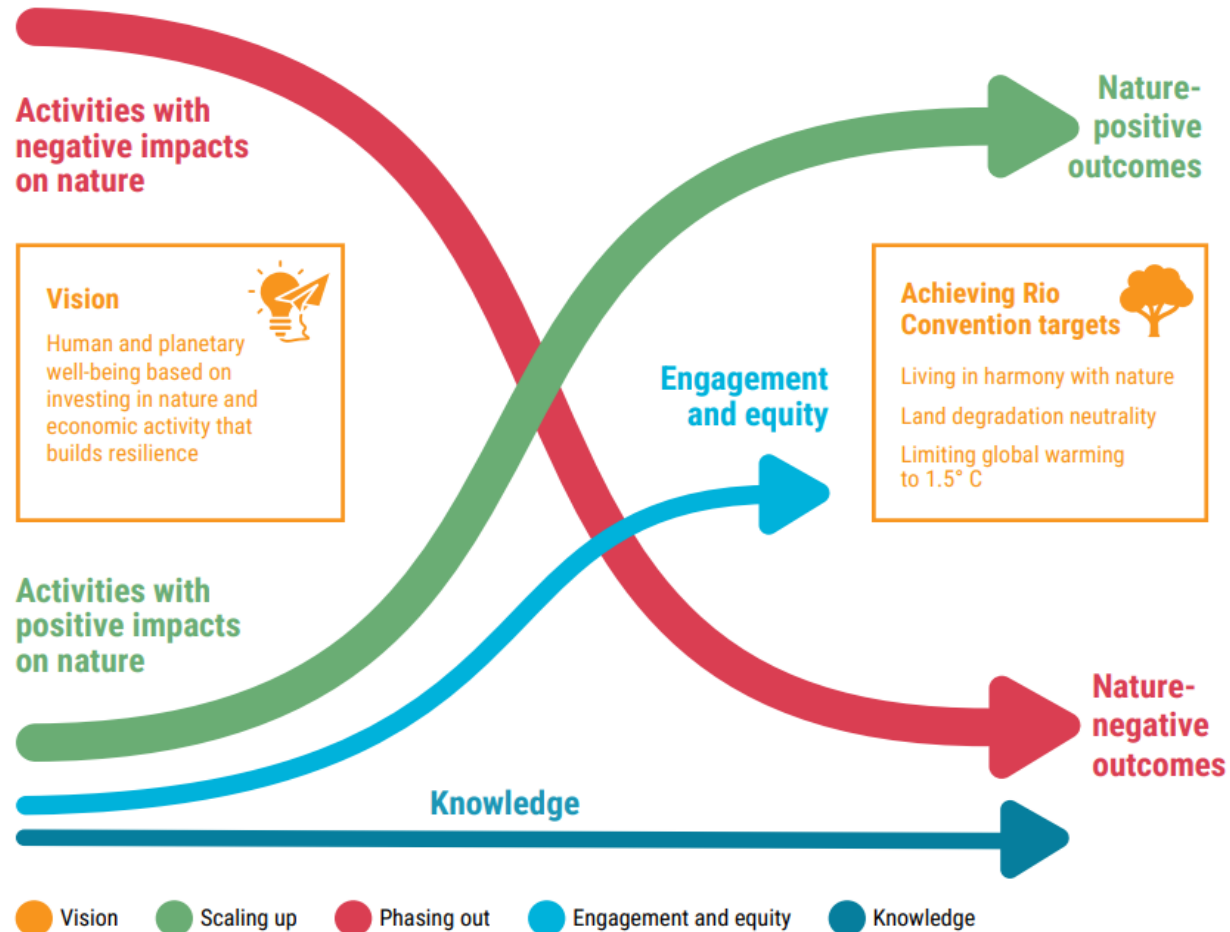 Activities with
negative impacts
on nature
Nature-
positive
outcomes
Vision
Human and planetary
well-being based on
investing in nature and
economic activity that
builds resilience
Achieving Rio
Convention targets
Living in harmony with nature
Land degradation neutrality
Limiting global warming
to 1.5° C
Engagement
and equity
Activities with
positive impacts
on nature
Nature-
negative
outcomes
Knowledge
Vision
Scaling up
Phasing out
Engagement and equity
Knowledge